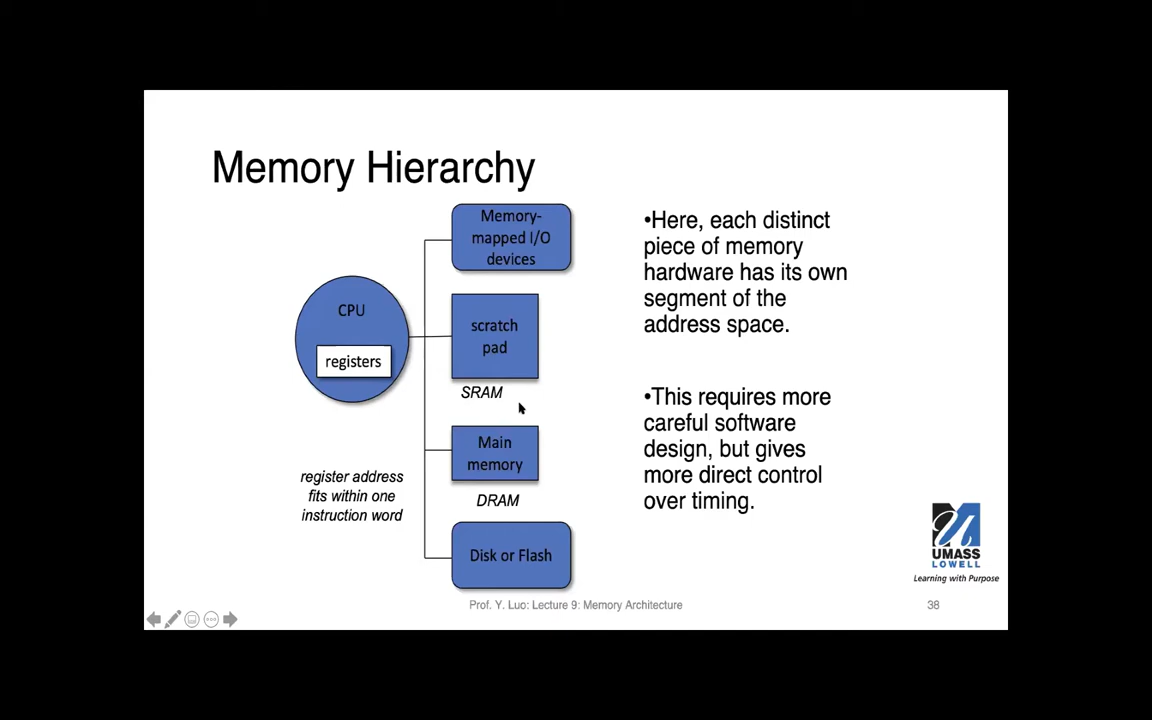 Memory Hierarchy
Memory-
mapped I/O
devices
CPU
registers
scratch
pad
SRAM
Main
memory
DRAM
Disk or Flash
register address
fits within one
instruction word
•Here, each distinct
piece of memory
hardware has its own
segment of the
address space.
•This requires more
careful software
design, but gives
more direct control
over timing.
UMASS
LOWELL
Learning with Purpose
Prof. Y. Luo: Lecture 9: Memory Architecture
38